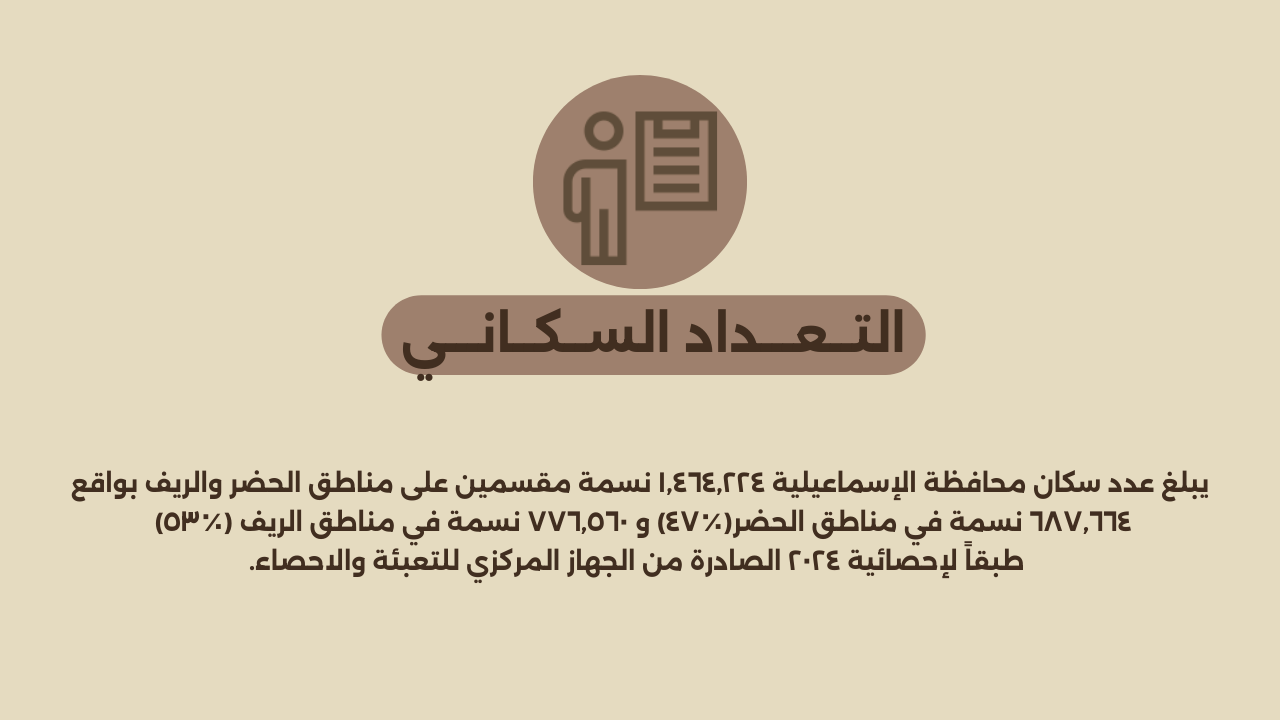 التــعــداد الســكــانــي
يبلغ عدد سكان محافظة الإسماعيلية ١,٤٦٤,٢٢٤ نسمة مقسمين على مناطق الحضر والريف بواقع
٦٨٧,٦٦٤ نسمة في مناطق الحضر(٤٧٪) و ٧٧٦,٥٦٠ نسمة في مناطق الريف (٥٣٪)
طبقاً لإحصائية ٢٠٢٤ الصادرة من الجهاز المركزي للتعبئة والاحصاء.